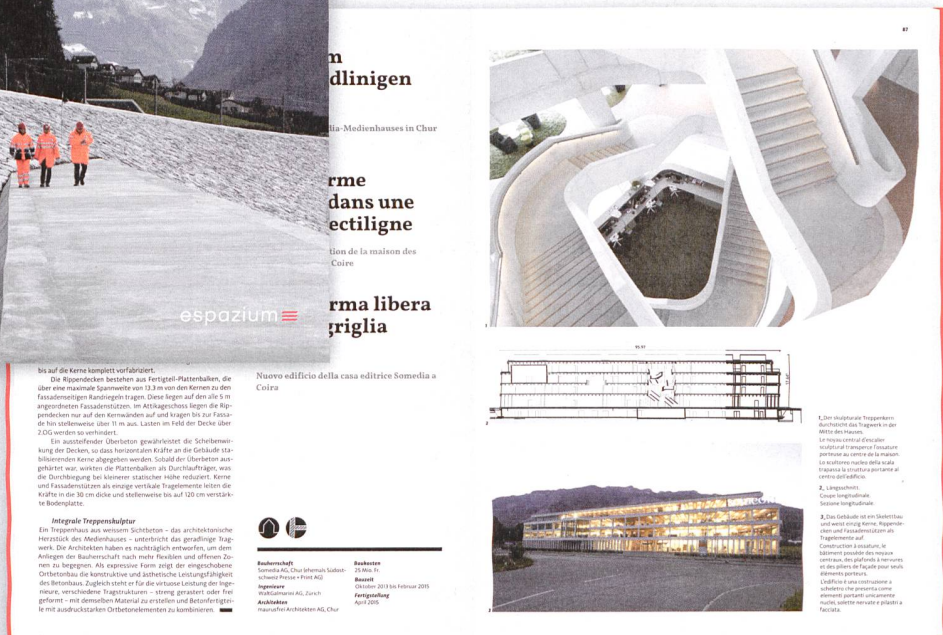 87
m
dlinigen
dia-Medienhauses in Chur
rme
dans une
ectiligne
tion de la maison des
Coire
rma libera
griglia
Nuovo edificio della casa editrice Somedia a
Coira
espazium
bis auf die Kerne komplett vorfabriziert.
Die Rippendecken bestehen aus Fertigteil-Plattenbalken, die
über eine maximale Spannweite von 13.3 m von den Kernen zu den
fassadenseitigen Randriegeln tragen. Diese liegen auf den alle 5 m
angeordneten Fassadenstützen. Im Attikageschoss liegen die Rip-
pendecken nur auf den Kernwänden auf und kragen bis zur Fassa-
de hin stellenweise über 11 m aus. Lasten im Feld der Decke über
2.OG werden so verhindert.
Ein aussteifender Überbeton gewährleistet die Scheibenwir-
kung der Decken, so dass horizontalen Kräfte an die Gebäude sta-
bilisierenden Kerne abgegeben werden. Sobald der Überbeton aus-
gehärtet war, wirkten die Plattenbalken als Durchlaufträger, was
die Durchbiegung bei kleinerer statischer Höhe reduziert. Kerne
und Fassadenstützen als einzige vertikale Tragelemente leiten die
Kräfte in die 30 cm dicke und stellenweise bis auf 120 cm verstärk-
te Bodenplatte.
Integrale Treppenskulptur
Ein Treppenhaus aus weissem Sichtbeton – das architektonische
Herzstück des Medienhauses – unterbricht das geradlinige Trag-
werk. Die Architekten haben es nachträglich entworfen, um dem
Anliegen der Bauherrschaft nach mehr flexiblen und offenen Zo-
nen zu begegnen. Als expressive Form zeigt der eingeschobene
Ortbetonbau die konstruktive und ästhetische Leistungsfähigkeit
des Betonbaus. Zugleich steht er für die virtuose Leistung der Inge-
nieure, verschiedene Tragstrukturen – streng gerastert oder frei
geformt – mit demselben Material zu erstellen und Betonfertigtei-
le mit ausdruckstarken Ortbetonelementen zu kombinieren.
Bauherrschaft
Somedia AG, Chur (ehemals Südost-
schweiz Presse + Print AG)
Ingenieure
WaltGalmarini AG, Zürich
Architekten
maurusfrei Architekten AG, Chur
Baukosten
25 Mio. Fr.
Bauzeit
Oktober 2013 bis Februar 2015
Fertigstellung
April 2015
1
2
3
1_Der skulpturale Treppenkern
durchsticht das Tragwerk in der
Mitte des Hauses.
Le noyau central d'escalier
sculptural transperce l'ossature
porteuse au centre de la maison.
Lo scultoreo nucleo della scala
trapassa la struttura portante al
centro dell'edificio.
2_ Längsschnitt.
Coupe longitudinale.
Sezione longitudinale.
3_Das Gebäude ist ein Skelettbau
und weist einzig Kerne, Rippende-
cken und Fassadenstützen als
Tragelemente auf.
Construction à ossature, le
bâtiment possède des noyaux
centraux, des plafonds à nervures
et des piliers de façade pour seuls
éléments porteurs.
L'edificio è una costruzione a
scheletro che presenta come
elementi portanti unicamente
nuclei, solette nervate e pilastri a
facciata.